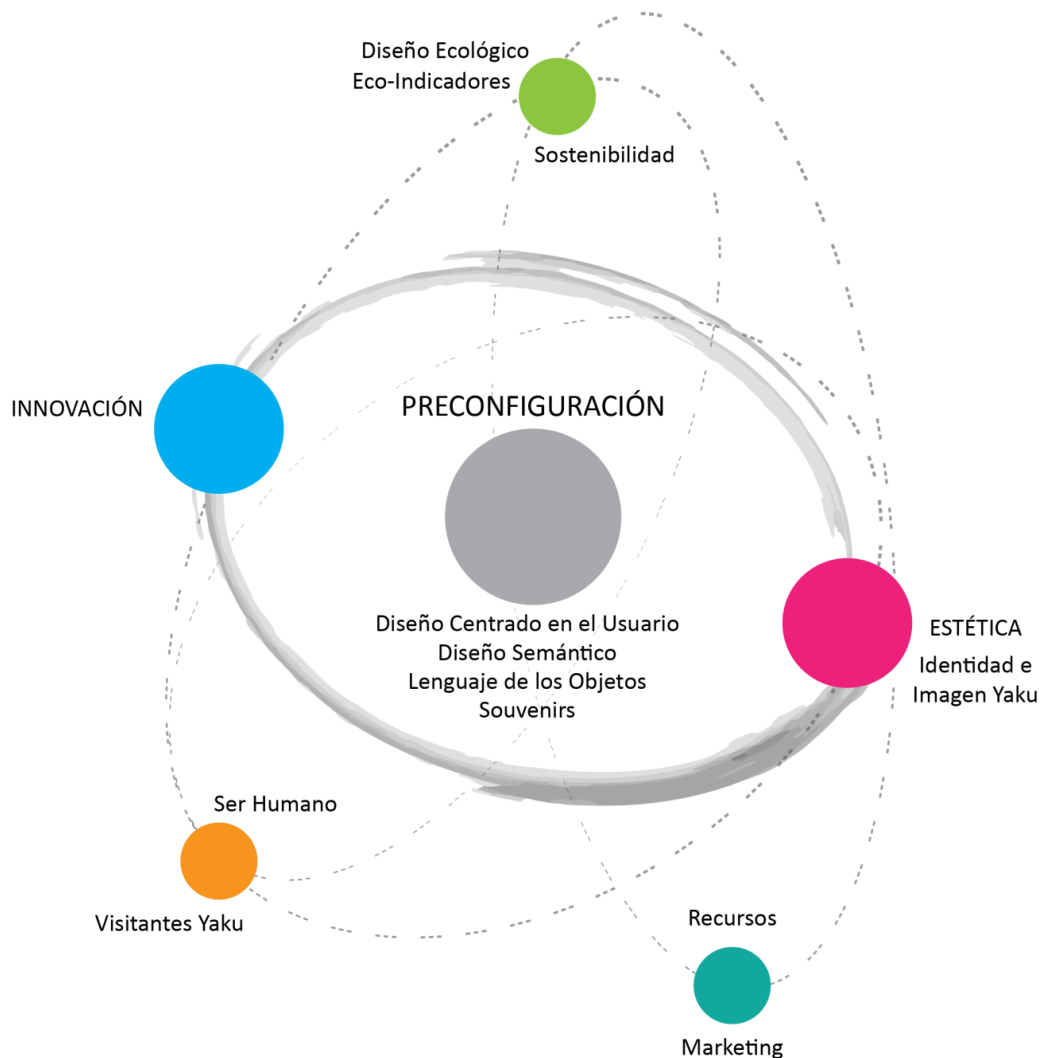 Diseño Ecológico
Eco-Indicadores
Sostenibilidad
INNOVACIÓN
PRECONFIGURACIÓN
Diseño Centrado en el Usuario
Diseño Semántico
Lenguaje de los Objetos
Souvenirs
ESTÉTICA
Identidad e
Imagen Yaku
Ser Humano
Visitantes Yaku
Recursos
Marketing